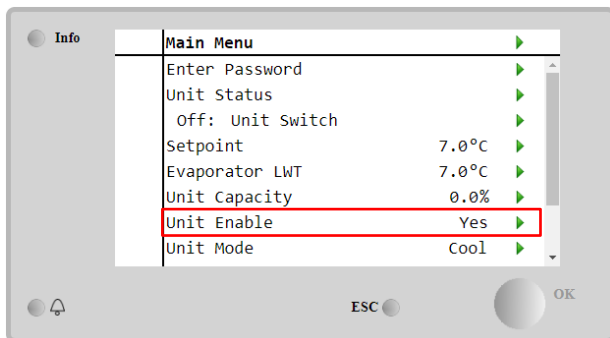 Info
Main Menu
Enter Password
Unit Status
Off: Unit Switch
Setpoint 7.0°C
Evaporator LWT 7.0°C
Unit Capacity 0.0%
Unit Enable Yes
Unit Mode Cool
ESC
OK